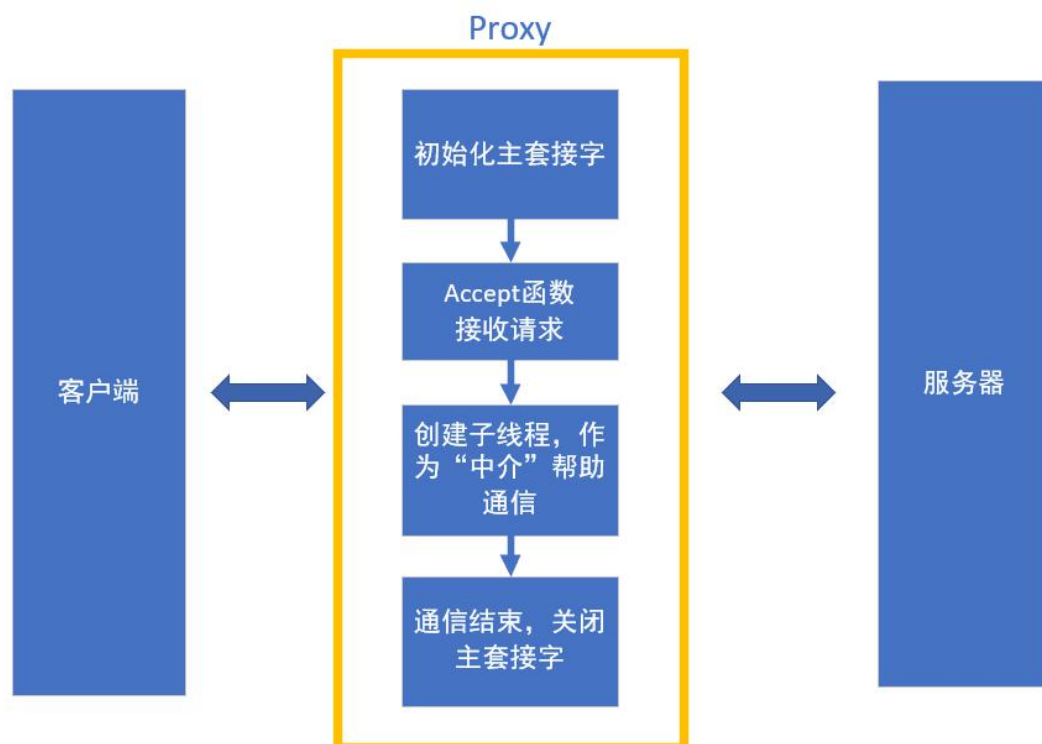 Proxy
客户端
初始化主套接字
Accept函数
接收请求
创建子线程，作
为“中介”帮助
通信
通信结束，关闭
主套接字
服务器